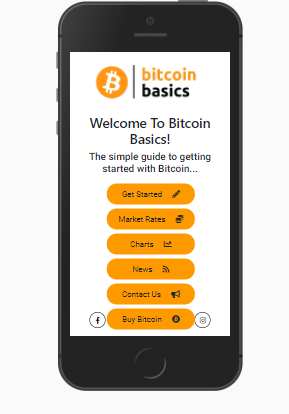 bitcoin
basics
Welcome To Bitcoin
Basics!
The simple guide to getting
started with Bitcoin...
Get Started
Market Rates
Charts
News
Contact Us
Buy Bitcoin